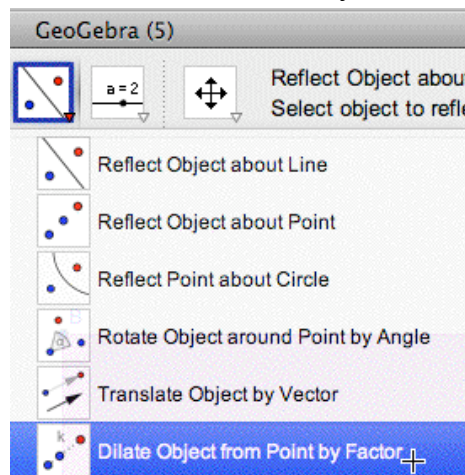 GeoGebra (5)
a = 2
Reflect Object abou
Select object to refle
Reflect Object about Line
Reflect Object about Point
Reflect Point about Circle
α
Rotate Object around Point by Angle
Translate Object by Vector
k
Dilate Object from Point by Factor